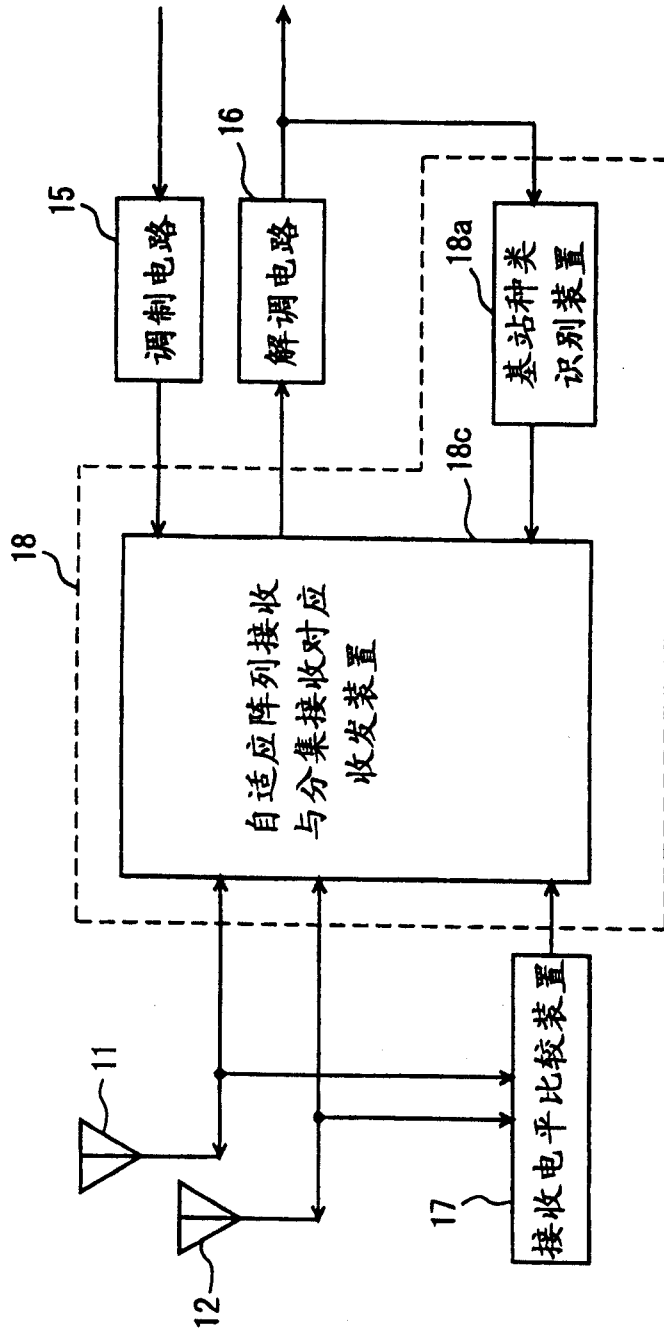 11
12
17
接收电平比较装置
18
自适应阵列接收
与分集接收对应
收发装置
18c
15
调制电路
16
解调电路
18a
基站种类
识别装置